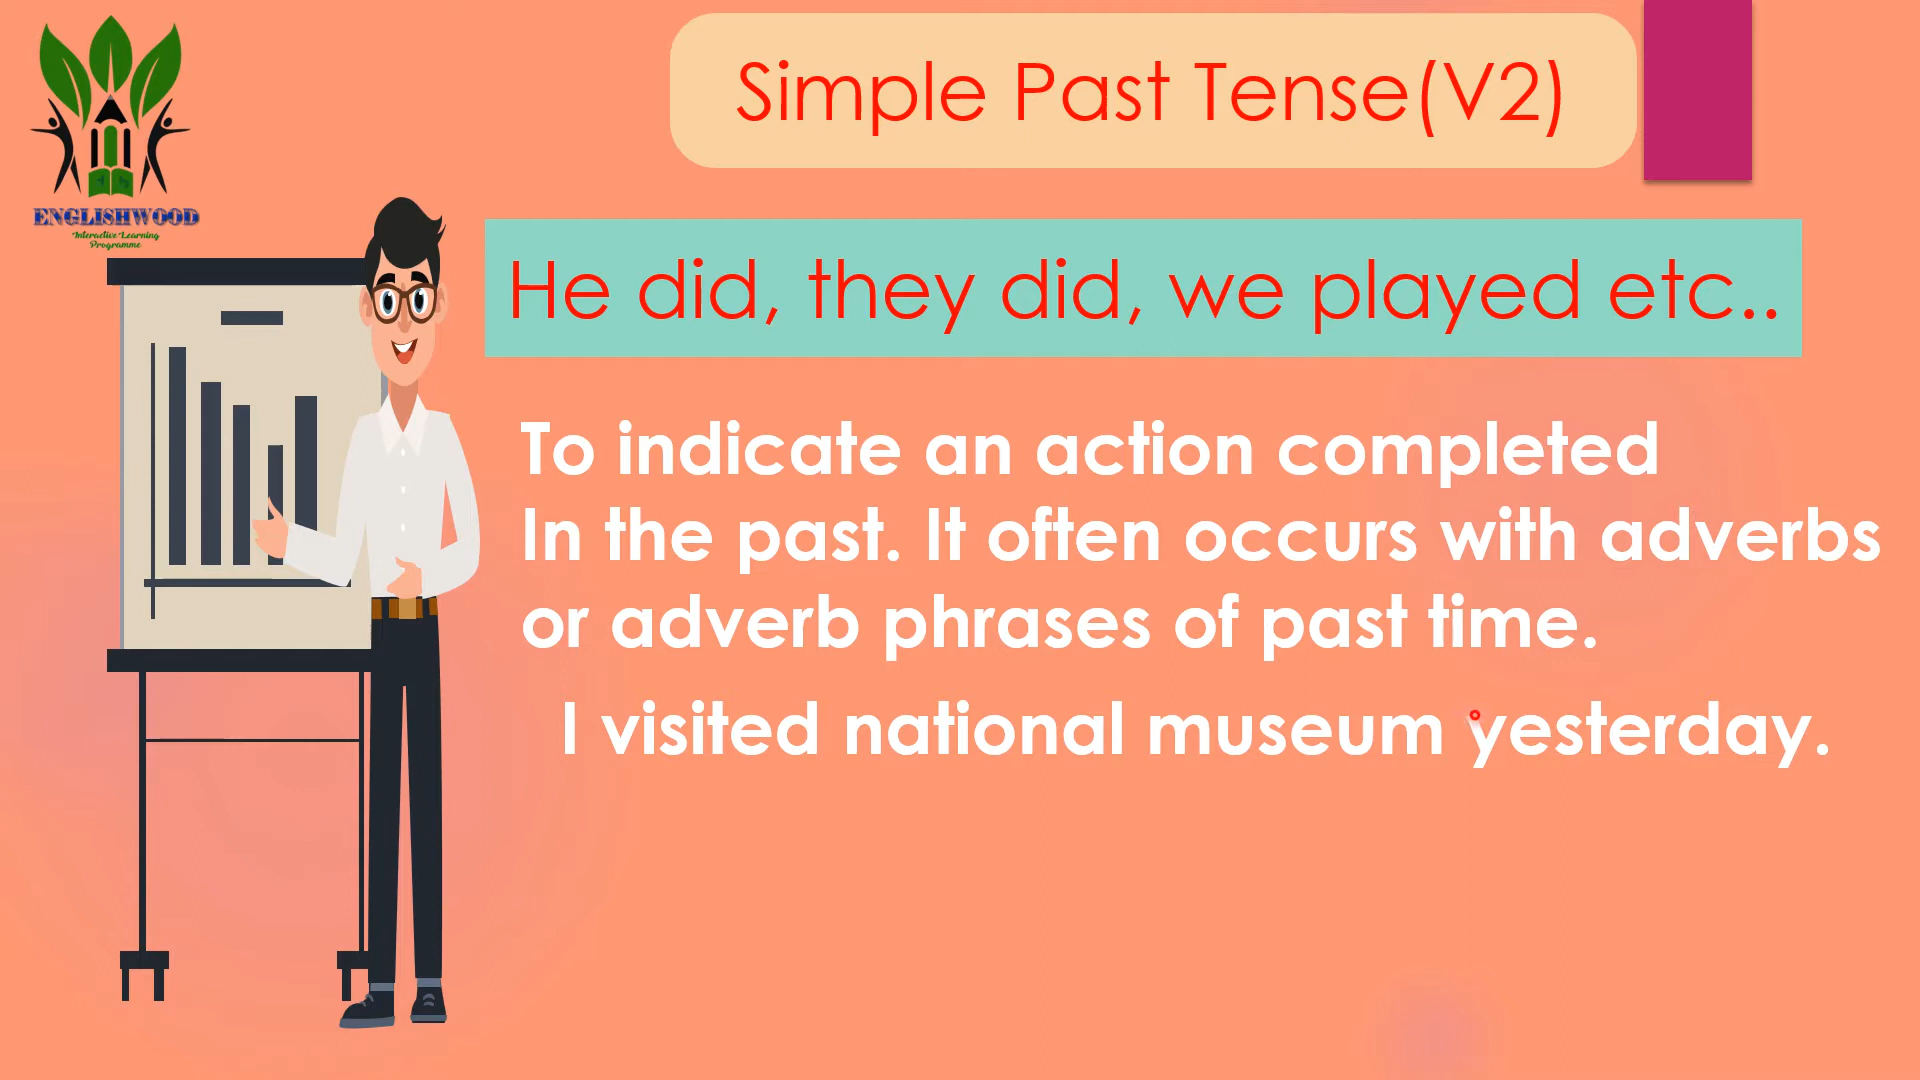 Simple Past Tense(V2)
ENGLISHWOOD
Interactive Learning
Programme
He did, they did, we played etc..
To indicate an action completed
In the past. It often occurs with adverbs
or adverb phrases of past time.
I visited national museum yesterday.